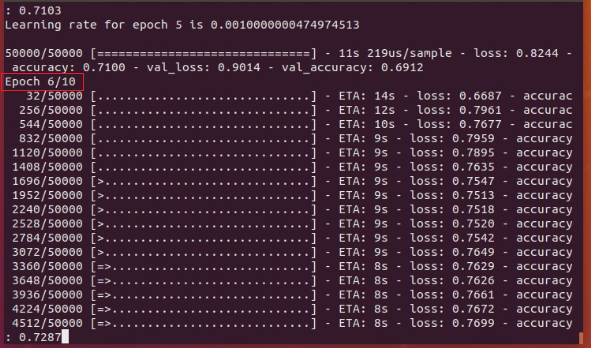 : 0.7103
Learning rate for epoch 5 is 0.0010000000474974513
50000/50000 [==============================] - 11s 219us/sample - loss: 0.8244 -
accuracy: 0.7100 - val_loss: 0.9014 - val_accuracy: 0.6912
Epoch 6/10
32/50000 [..............................] - ETA: 14s - loss: 0.6687 - accurac
256/50000 [..............................] - ETA: 12s - loss: 0.7961 - accurac
544/50000 [..............................] - ETA: 10s - loss: 0.7677 - accurac
832/50000 [..............................] - ETA: 9s - loss: 0.7959 - accuracy
1120/50000 [..............................] - ETA: 9s - loss: 0.7895 - accuracy
1408/50000 [..............................] - ETA: 9s - loss: 0.7635 - accuracy
1696/50000 [>.............................] - ETA: 9s - loss: 0.7547 - accuracy
1952/50000 [>.............................] - ETA: 9s - loss: 0.7513 - accuracy
2240/50000 [>.............................] - ETA: 9s - loss: 0.7518 - accuracy
2528/50000 [>.............................] - ETA: 9s - loss: 0.7520 - accuracy
2784/50000 [>.............................] - ETA: 9s - loss: 0.7542 - accuracy
3072/50000 [>.............................] - ETA: 9s - loss: 0.7649 - accuracy
3360/50000 [=>............................] - ETA: 8s - loss: 0.7629 - accuracy
3648/50000 [=>............................] - ETA: 8s - loss: 0.7626 - accuracy
3936/50000 [=>............................] - ETA: 8s - loss: 0.7661 - accuracy
4224/50000 [=>............................] - ETA: 8s - loss: 0.7672 - accuracy
4512/50000 [=>............................] - ETA: 8s - loss: 0.7699 - accuracy
: 0.7287